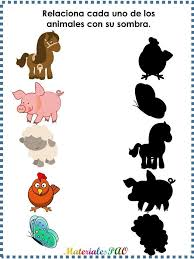 Relaciona cada uno de los
animales con su sombra.
MaterialesPAO